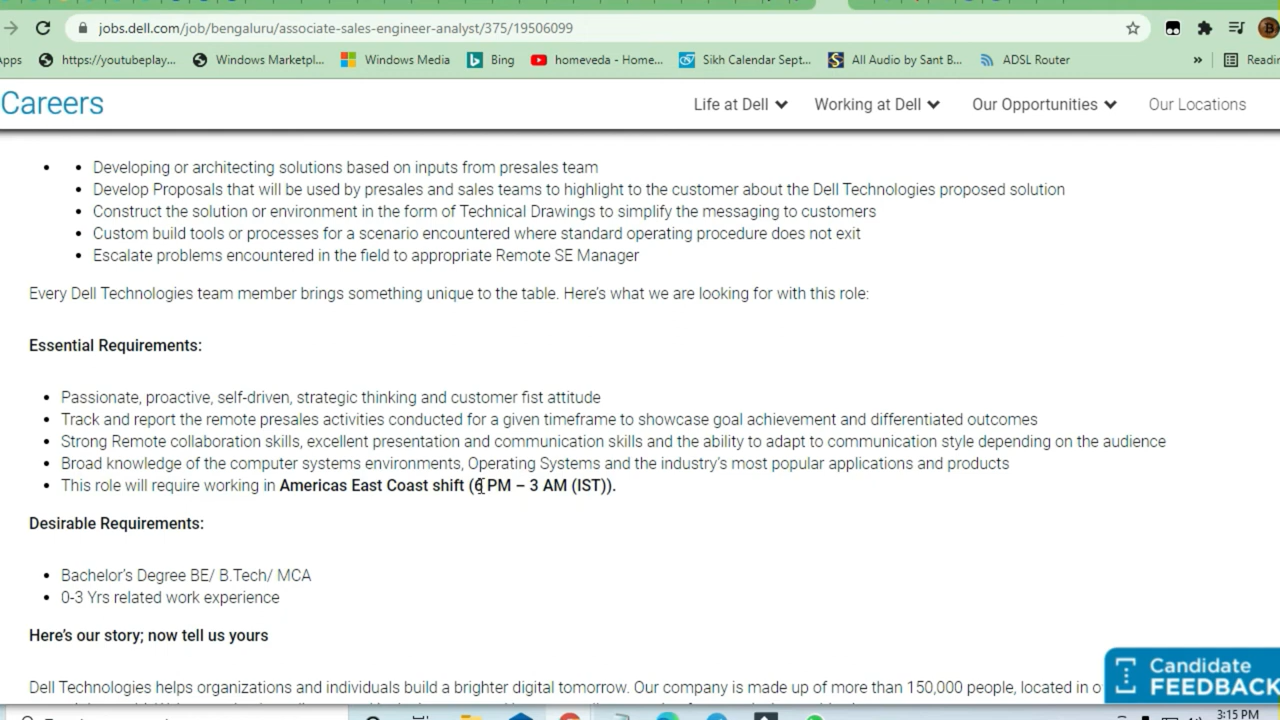 jobs.dell.com/job/bengaluru/associate-sales-engineer-analyst/375/19506099
Apps https://youtubeplay... Windows Marketpl... Windows Media Bing homeveda - Home... Sikh Calendar Sept... All Audio by Sant B... ADSL Router »
Careers
Life at Dell Working at Dell Our Opportunities Our Locations
• • Developing or architecting solutions based on inputs from presales team
• Develop Proposals that will be used by presales and sales teams to highlight to the customer about the Dell Technologies proposed solution
• Construct the solution or environment in the form of Technical Drawings to simplify the messaging to customers
• Custom build tools or processes for a scenario encountered where standard operating procedure does not exit
• Escalate problems encountered in the field to appropriate Remote SE Manager
Every Dell Technologies team member brings something unique to the table. Here's what we are looking for with this role:
Essential Requirements:
• Passionate, proactive, self-driven, strategic thinking and customer fist attitude
• Track and report the remote presales activities conducted for a given timeframe to showcase goal achievement and differentiated outcomes
• Strong Remote collaboration skills, excellent presentation and communication skills and the ability to adapt to communication style depending on the audience
• Broad knowledge of the computer systems environments, Operating Systems and the industry's most popular applications and products
• This role will require working in Americas East Coast shift (6 PM – 3 AM (IST)).
Desirable Requirements:
• Bachelor's Degree BE/ B.Tech/ MCA
• 0-3 Yrs related work experience
Here's our story; now tell us yours
Dell Technologies helps organizations and individuals build a brighter digital tomorrow. Our company is made up of more than 150,000 people, located in
Candidate
FEEDBACK
3:15 PM